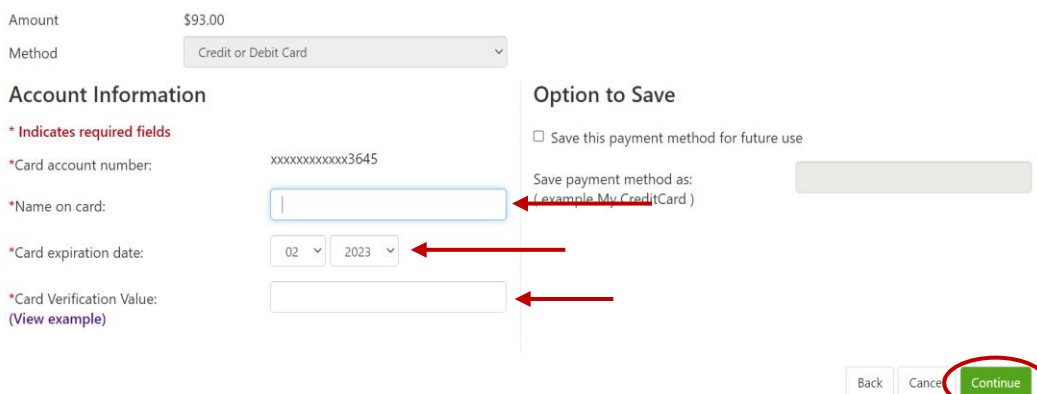 Amount $93.00
Method Credit or Debit Card
Account Information
* Indicates required fields
*Card account number: xxxxxxxxxxxx3645
*Name on card:
*Card expiration date: 02 2023
*Card Verification Value:
(View example)
Option to Save
Save this payment method for future use
Save payment method as:
( example My CreditCard )
Back Cancel Continue